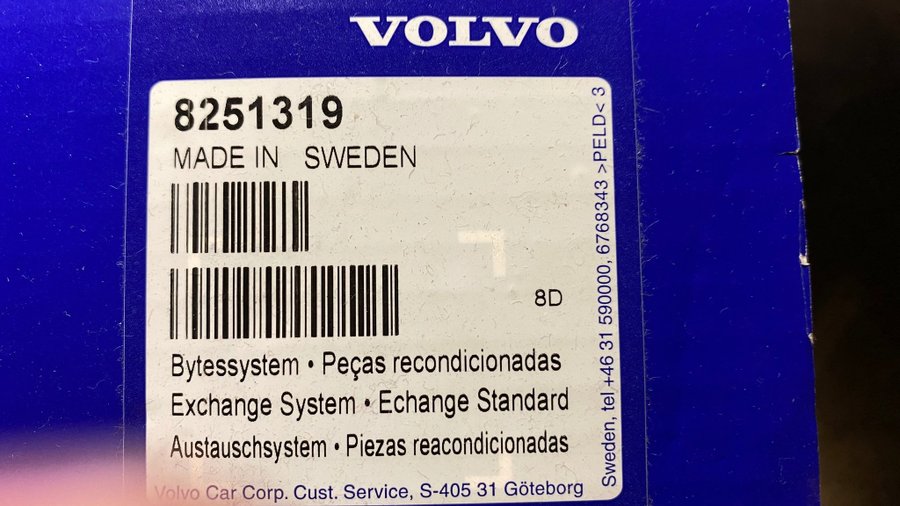 VOLVO
8251319
MADE IN SWEDEN
8D
Bytessystem • Peças recondicionadas
Exchange System • Echange Standard
Austauschsystem • Piezas reacondicionadas
Volvo Car Corp. Cust. Service, S-405 31 Göteborg
Sweden, tel +46 31 590000, 6768343 >PELD< 3